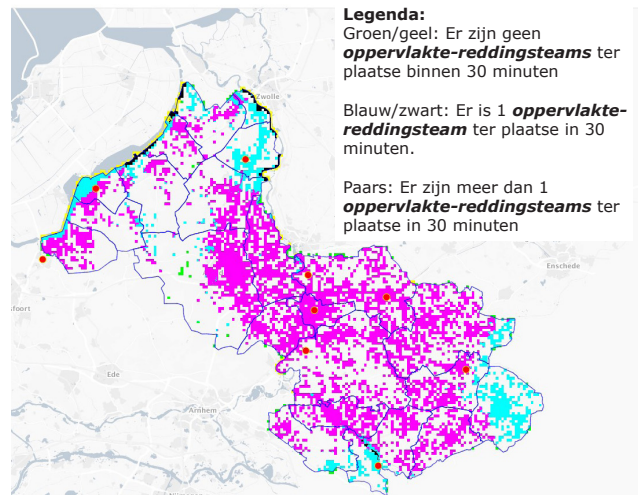 Legenda:
Groen/geel: Er zijn geen
oppervlakte-reddingsteams ter
plaatse binnen 30 minuten
Blauw/zwart: Er is 1 oppervlakte-
reddingsteam ter plaatse in 30
minuten.
Paars: Er zijn meer dan 1
oppervlakte-reddingsteams ter
plaatse in 30 minuten
Zwolle
Enschede
sfoort
Ede
Arnhem